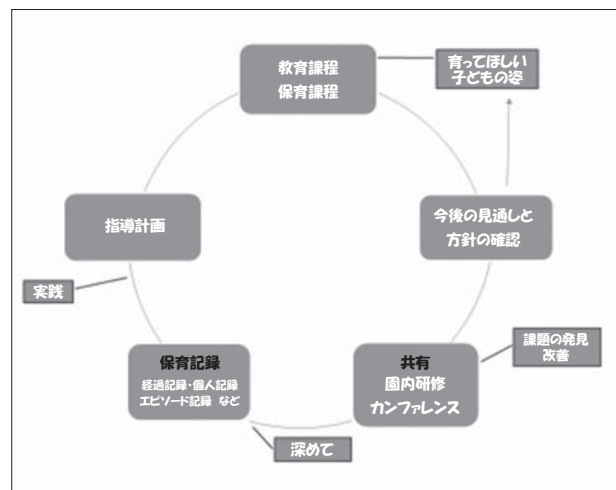 教育課程
保育課程
育ってほしい
子どもの姿
指導計画
今後の見通しと
方針の確認
実践
保育記録
経過記録・個人記録
エピソード記録 など
共有
園内研修
カンファレンス
課題の発見
改善
深めて